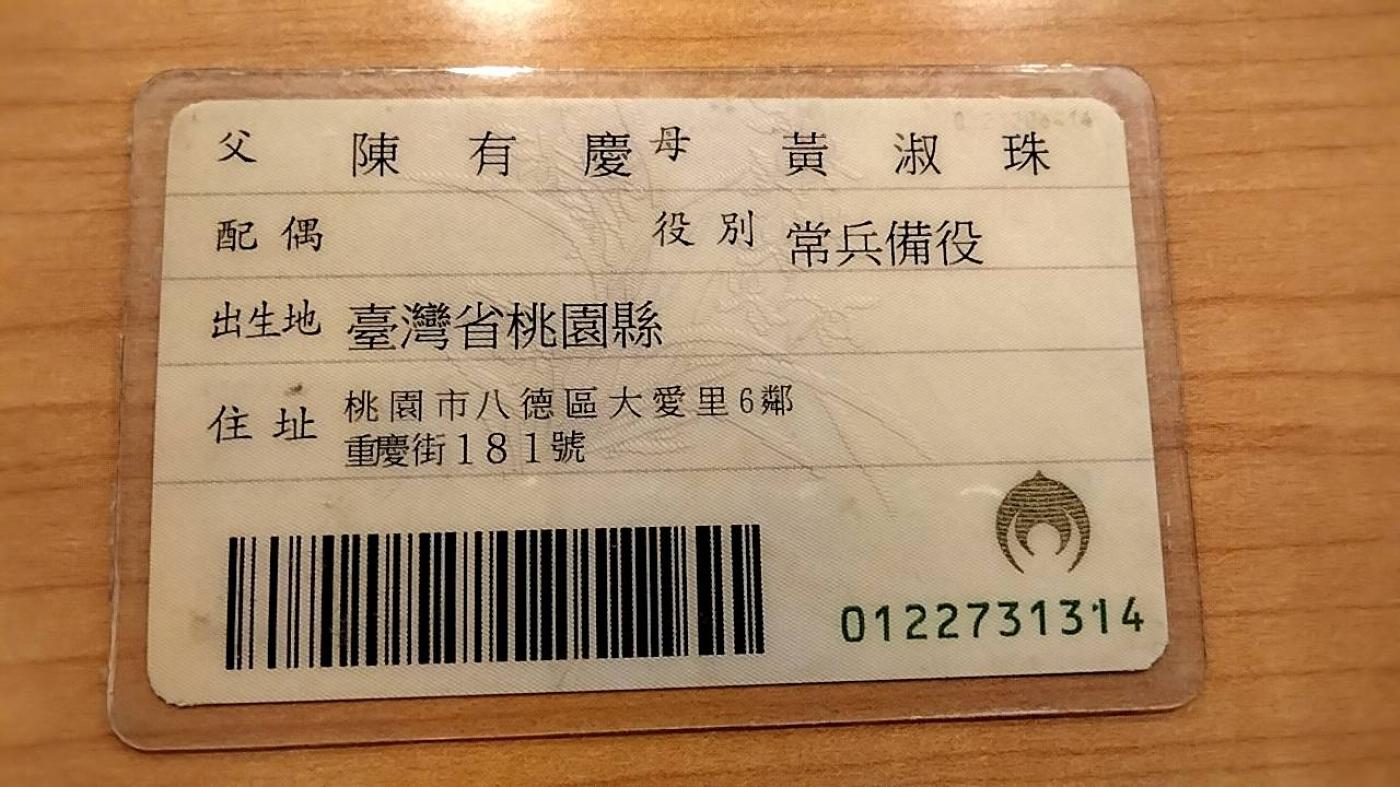 父 陳有慶 母 黃淑珠
配偶 役別 常兵備役
出生地 臺灣省桃園縣
住址 桃園市八德區大愛里6鄰
重慶街181號
0122731314